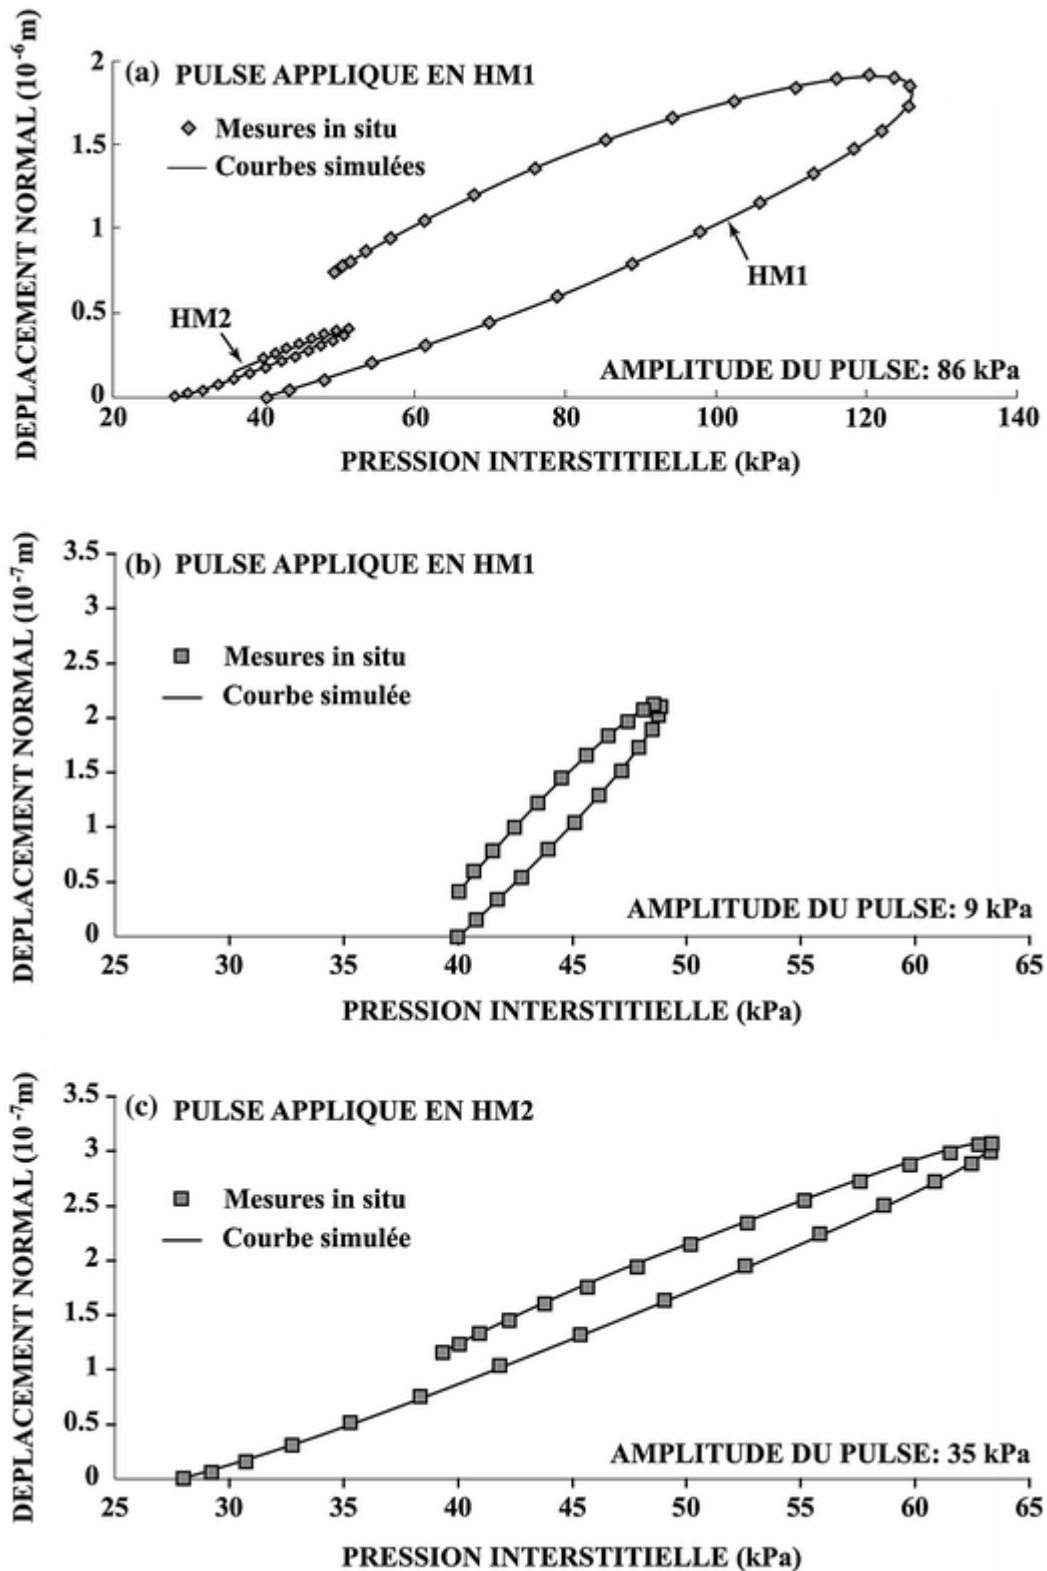 (a) PULSE APPLIQUE EN HM1
DEPLACEMENT NORMAL (10⁻⁶m)
2
1.5
1
0.5
0
Mesures in situ
Courbes simulées
HM1
HM2
AMPLITUDE DU PULSE: 86 kPa
20 40 60 80 100 120 140
PRESSION INTERSTITIELLE (kPa)
(b) PULSE APPLIQUE EN HM1
DEPLACEMENT NORMAL (10⁻⁷m)
3.5
3
2.5
2
1.5
1
0.5
0
Mesures in situ
Courbe simulée
AMPLITUDE DU PULSE: 9 kPa
25 30 35 40 45 50 55 60 65
PRESSION INTERSTITIELLE (kPa)
(c) PULSE APPLIQUE EN HM2
DEPLACEMENT NORMAL (10⁻⁷m)
3.5
3
2.5
2
1.5
1
0.5
0
Mesures in situ
Courbe simulée
AMPLITUDE DU PULSE: 35 kPa
25 30 35 40 45 50 55 60 65
PRESSION INTERSTITIELLE (kPa)